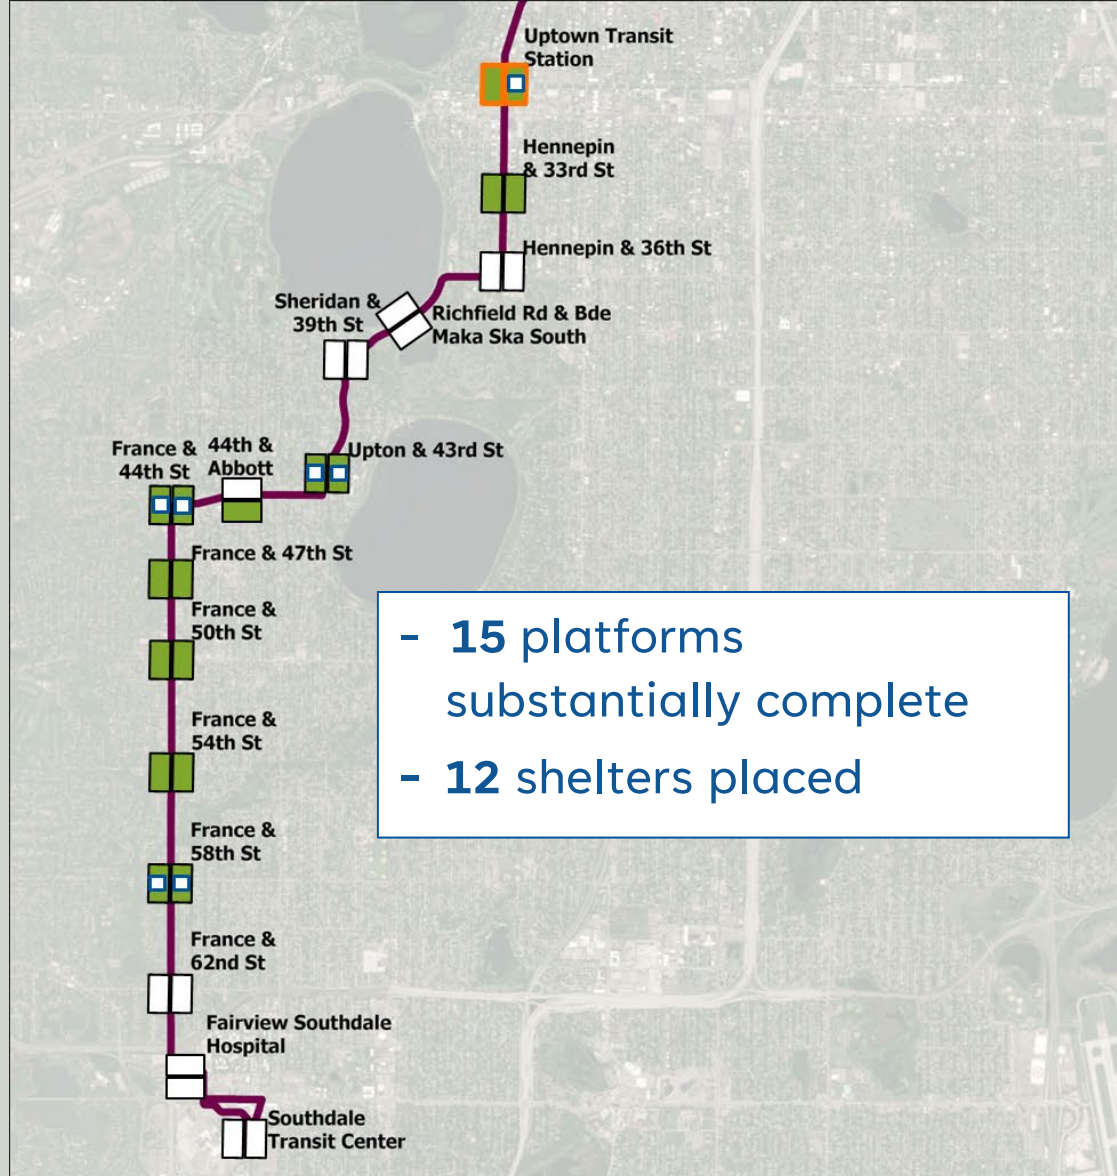 Uptown Transit
Station
Hennepin
& 33rd St
Hennepin & 36th St
Sheridan &
39th St
Richfield Rd & Bde
Maka Ska South
Upton & 43rd St
44th &
Abbott
France &
44th St
France & 47th St
France &
50th St
- 15 platforms
substantially complete
- 12 shelters placed
France &
54th St
France &
58th St
France &
62nd St
Fairview Southdale
Hospital
Southdale
Transit Center